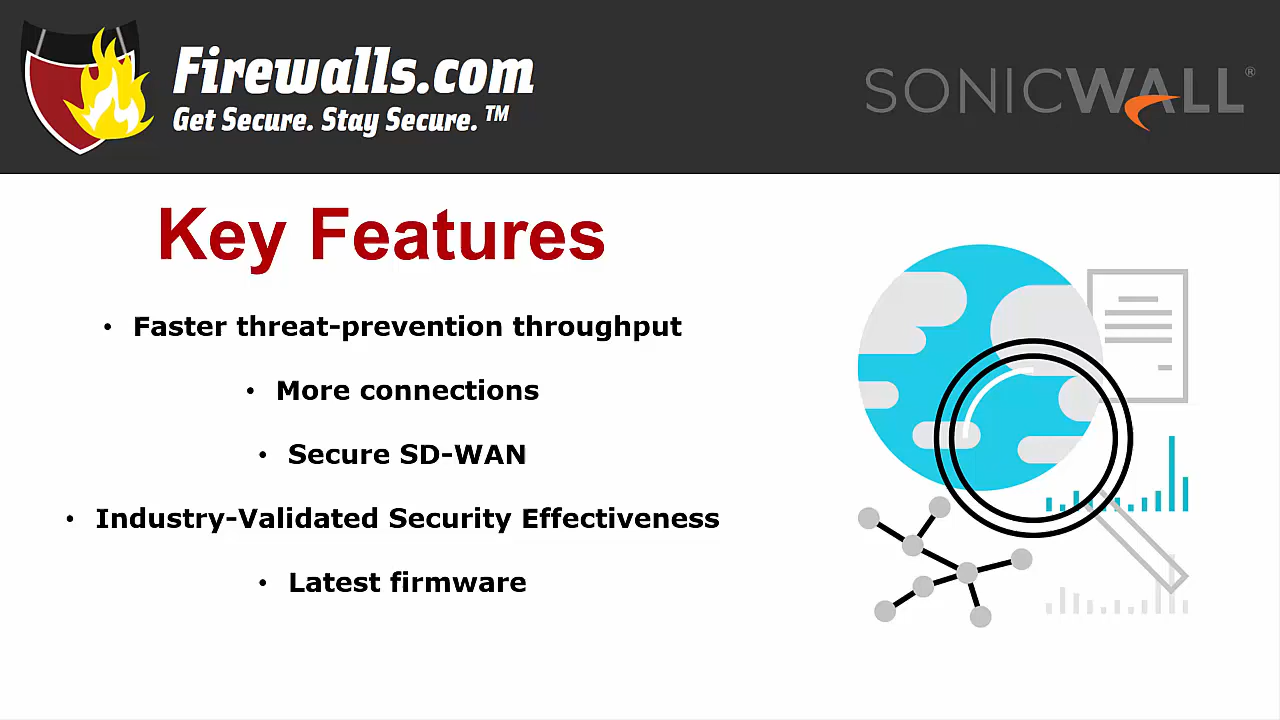 Firewalls.com
Get Secure. Stay Secure. ™
SONICWALL®
Key Features
• Faster threat-prevention throughput
• More connections
• Secure SD-WAN
• Industry-Validated Security Effectiveness
• Latest firmware